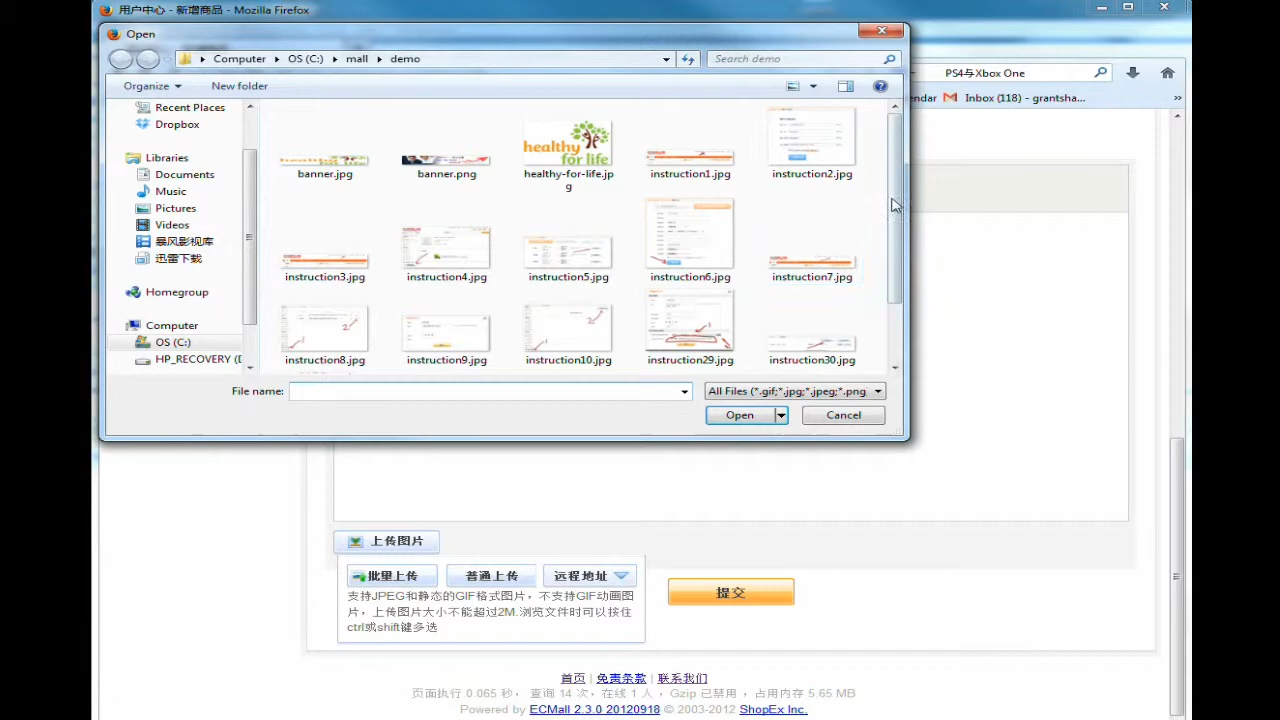 用户中心 - 新增商品 - Mozilla Firefox
Open
Computer OS (C:) mall demo
Search demo
PS4与Xbox One
Organize New folder
endar Inbox (118) - grantsha... »
Recent Places
Dropbox
Libraries
Documents
Music
Pictures
Videos
暴风影视库
迅雷下载
Homegroup
Computer
OS (C:)
HP_RECOVERY (D
healthy
for life
banner.jpg
banner.png
healthy-for-life.jp
g
instruction1.jpg
instruction2.jpg
instruction3.jpg
instruction4.jpg
instruction5.jpg
instruction6.jpg
instruction7.jpg
instruction8.jpg
instruction9.jpg
instruction10.jpg
instruction29.jpg
instruction30.jpg
File name:
All Files (*.gif;*.jpg;*.jpeg;*.png
Open
Cancel
上传图片
批量上传 普通上传 远程地址
支持JPEG和静态的GIF格式图片，不支持GIF动画图
片，上传图片大小不能超过2M.浏览文件时可以按住
ctrl或shift键多选
提交
首页 | 免责条款 | 联系我们
页面执行 0.065 秒，查询 14 次，在线 1 人，Gzip 已禁用，占用内存 5.65 MB
Powered by ECMall 2.3.0 20120918 © 2003-2012 ShopEx Inc.